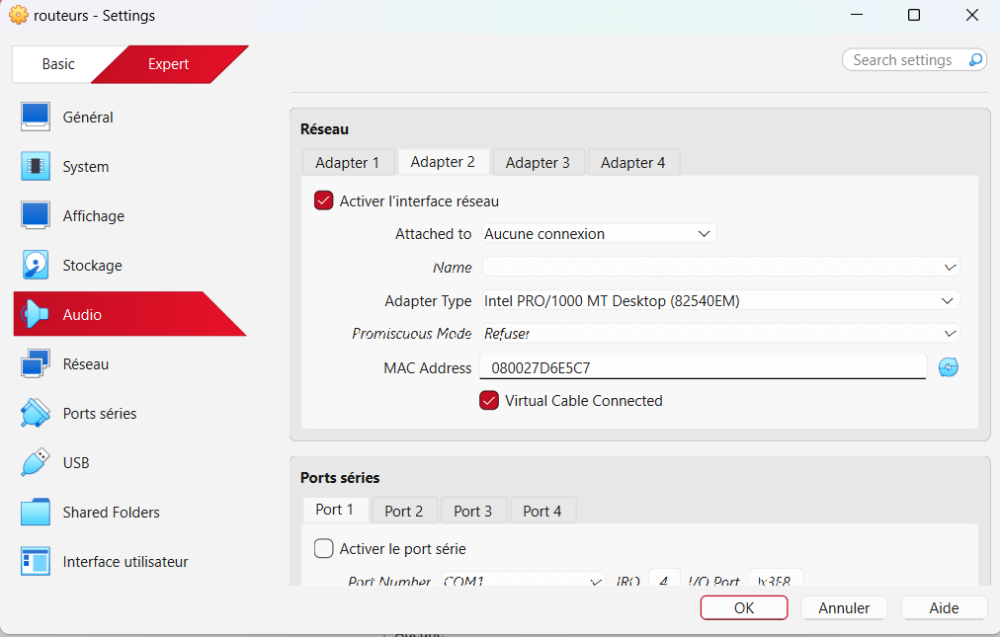 routeurs - Settings
Basic
Expert
Search settings
Général
System
Affichage
Stockage
Audio
Réseau
Ports séries
USB
Shared Folders
Interface utilisateur
Réseau
Adapter 1 Adapter 2 Adapter 3 Adapter 4
Activer l'interface réseau
Attached to Aucune connexion
Name
Adapter Type Intel PRO/1000 MT Desktop (82540EM)
Promiscuous Mode Refuser
MAC Address 080027D6E5C7
Virtual Cable Connected
Ports séries
Port 1 Port 2 Port 3 Port 4
Activer le port série
Port Number COM1 IRQ 4 I/O Port 0x3F8
OK Annuler Aide
Aucune